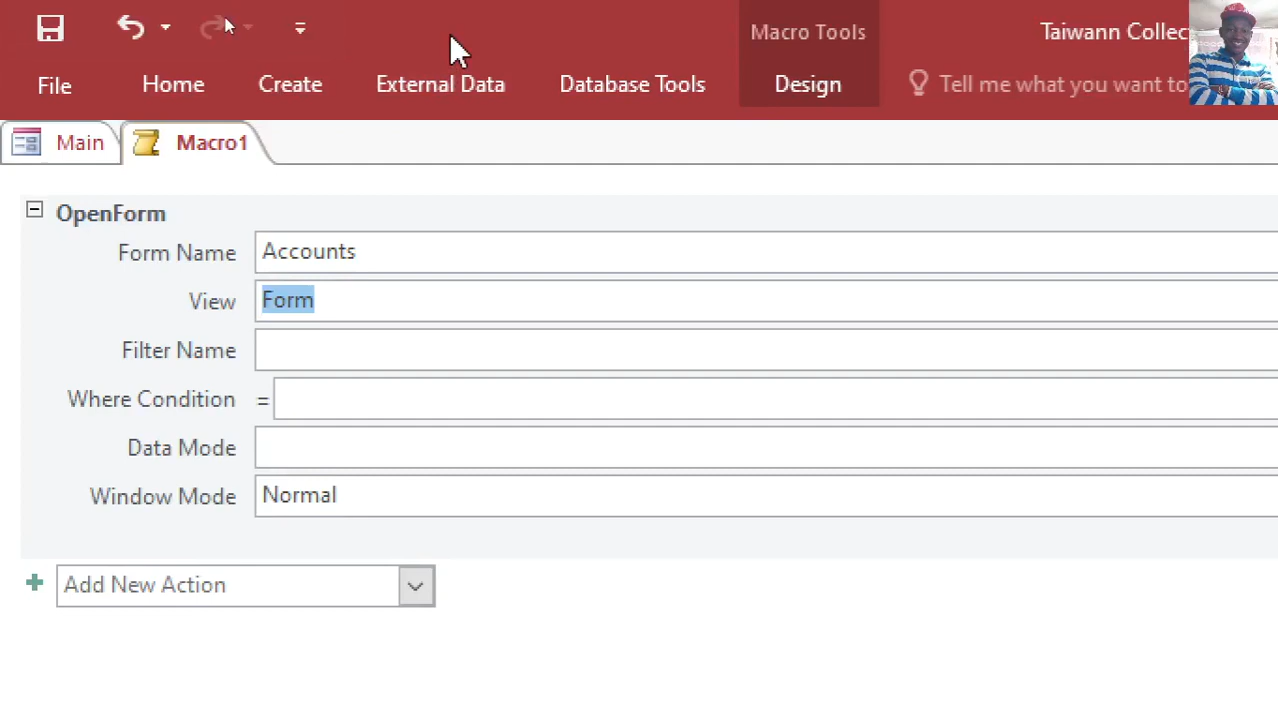 Macro Tools
Taiwann Collec
File
Home
Create
External Data
Database Tools
Design
Tell me what you want to
Main
Macro1
OpenForm
Form Name
Accounts
View
Form
Filter Name
Where Condition
=
Data Mode
Window Mode
Normal
Add New Action